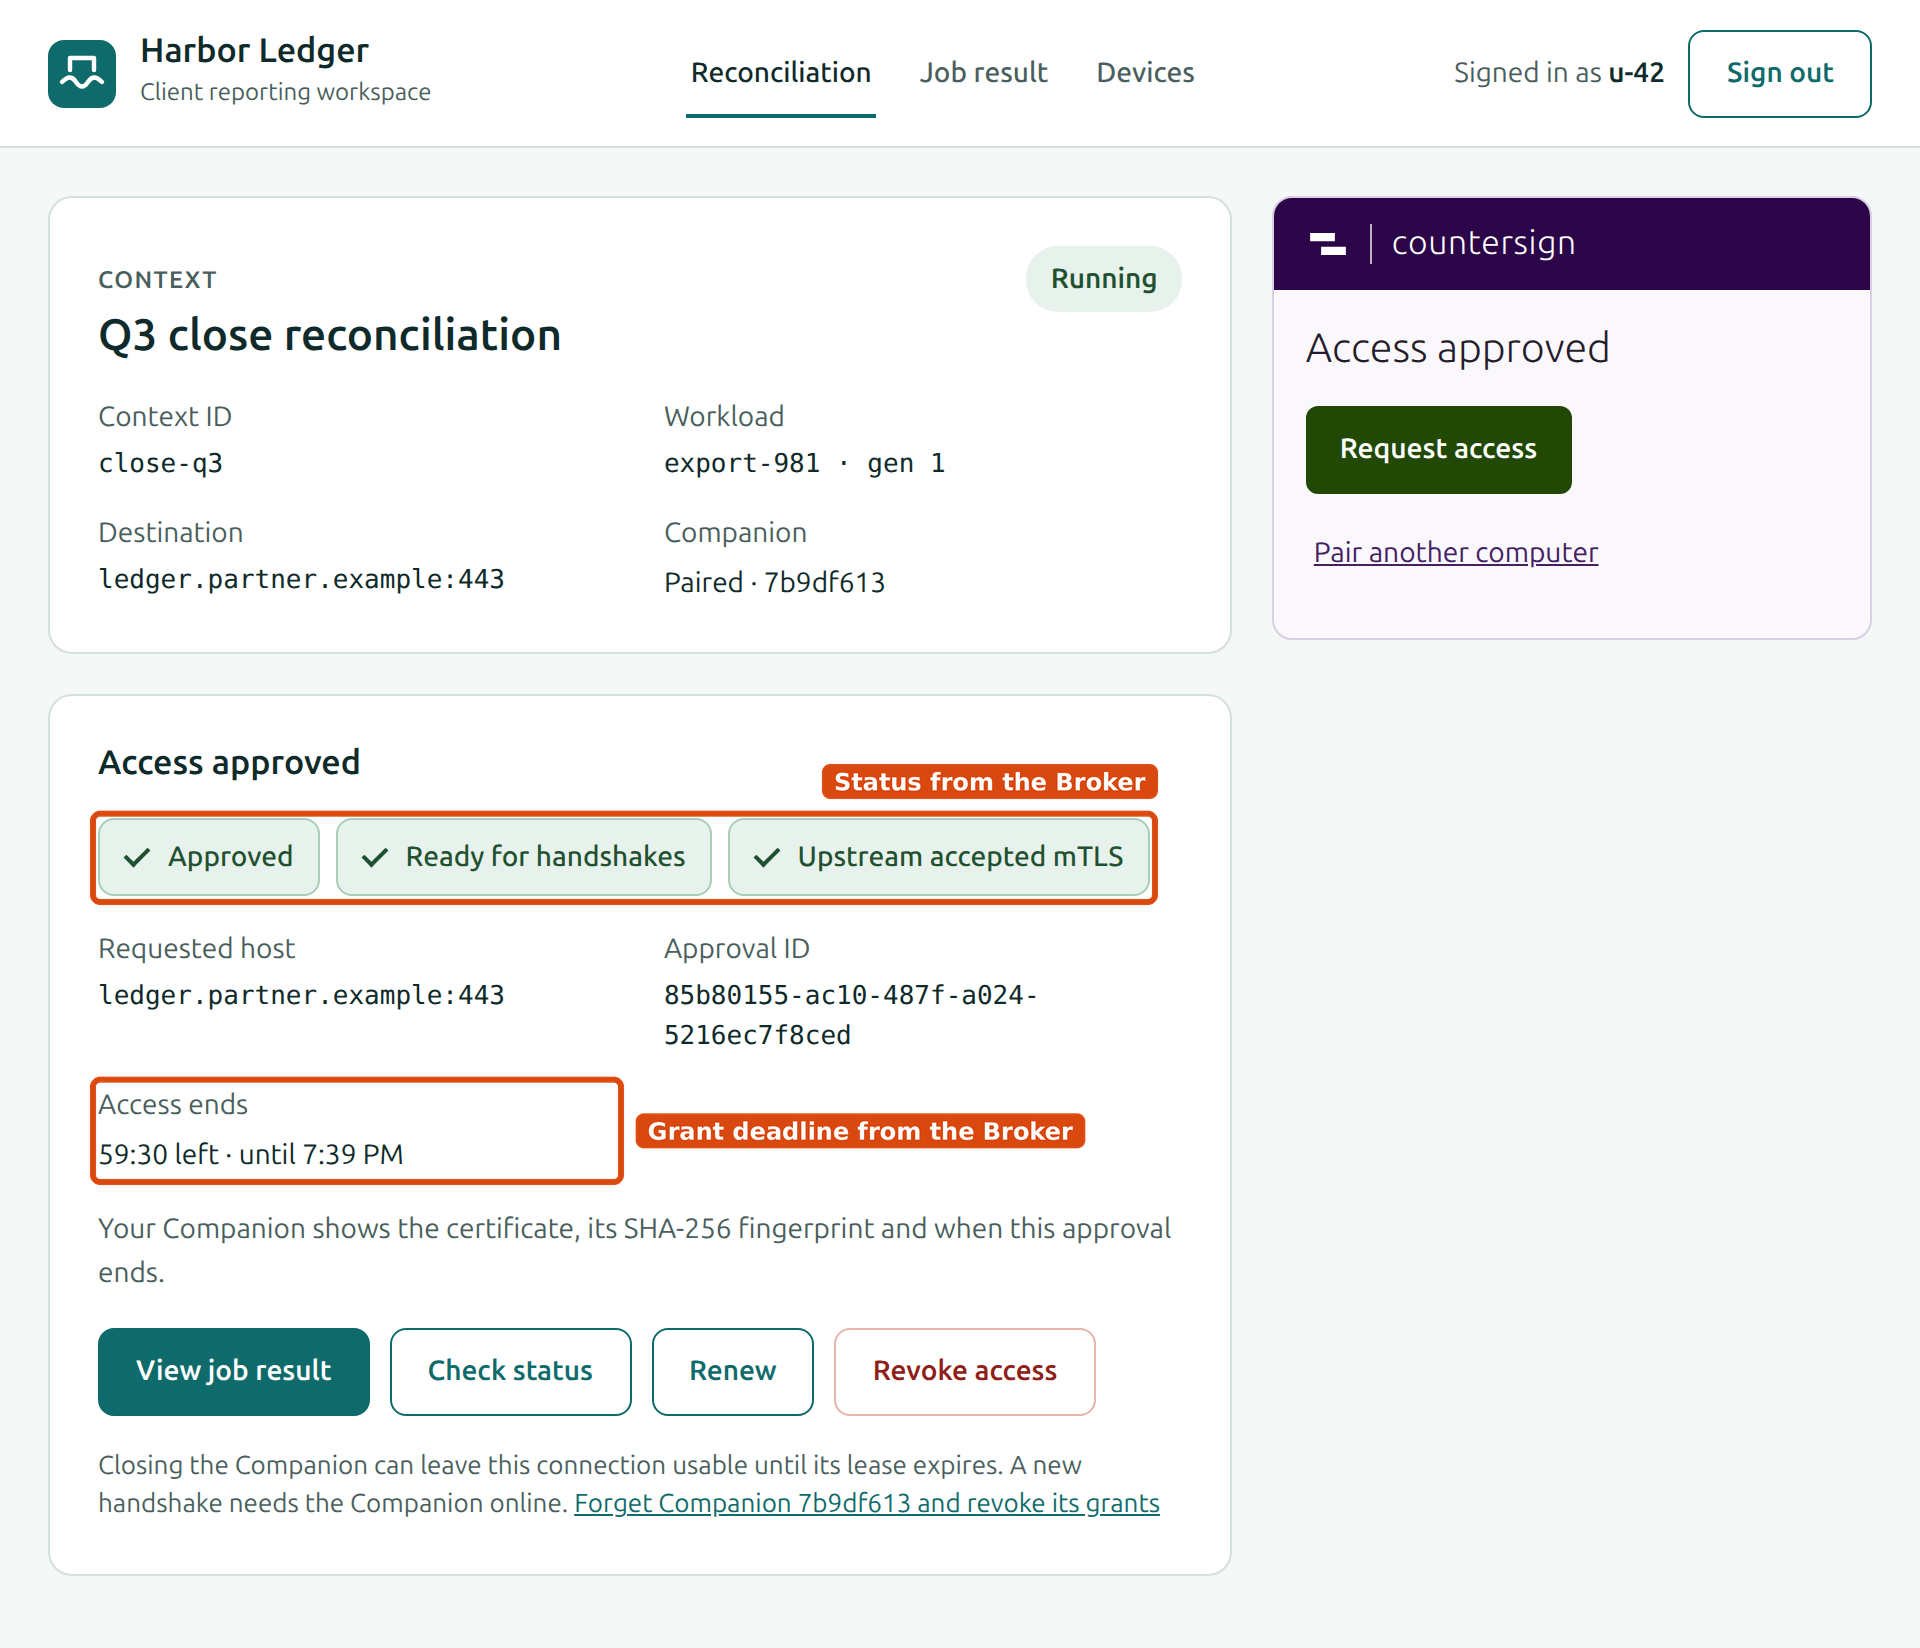 Harbor Ledger
Client reporting workspace
Reconciliation
Job result
Devices
Signed in as u-42
Sign out
CONTEXT
Running
Q3 close reconciliation
Context ID
close-q3
Workload
export-981 · gen 1
Destination
ledger.partner.example:443
Companion
Paired · 7b9df613
countersign
Access approved
Request access
Pair another computer
Access approved
Status from the Broker
Approved
Ready for handshakes
Upstream accepted mTLS
Requested host
ledger.partner.example:443
Approval ID
85b80155-ac10-487f-a024-
5216ec7f8ced
Access ends
59:30 left · until 7:39 PM
Grant deadline from the Broker
Your Companion shows the certificate, its SHA-256 fingerprint and when this approval
ends.
View job result
Check status
Renew
Revoke access
Closing the Companion can leave this connection usable until its lease expires. A new
handshake needs the Companion online. Forget Companion 7b9df613 and revoke its grants